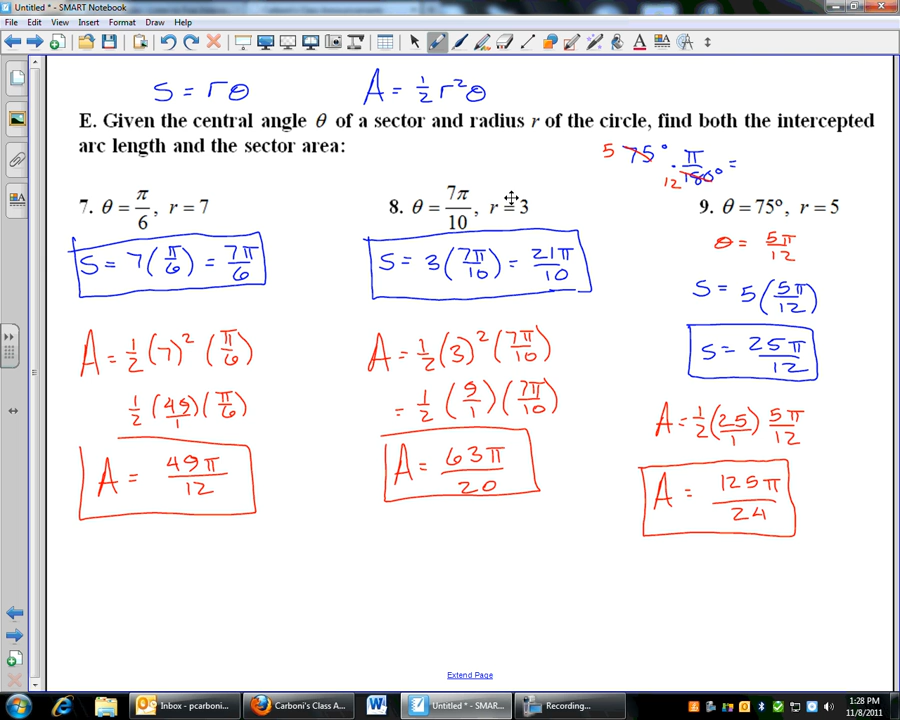 Untitled * - SMART Notebook
File Edit View Insert Format Draw Help
S = rθ A = 1/2 r²θ
E. Given the central angle θ of a sector and radius r of the circle, find both the intercepted
arc length and the sector area:
5 75° · π/180° =
12
7. θ = π/6, r = 7
S = 7(π/6) = 7π/6
A = 1/2 (7)² (π/6)
1/2 (49/1)(π/6)
A = 49π/12
8. θ = 7π/10, r = 3
S = 3(7π/10) = 21π/10
A = 1/2 (3)² (7π/10)
= 1/2 (9/1)(7π/10)
A = 63π/20
9. θ = 75°, r = 5
θ = 5π/12
S = 5(5π/12)
S = 25π/12
A = 1/2 (25/1) 5π/12
A = 125π/24
Extend Page
Inbox - pcarboni... Carboni's Class A... Untitled * - SMAR... Recording...
1:28 PM
11/8/2011